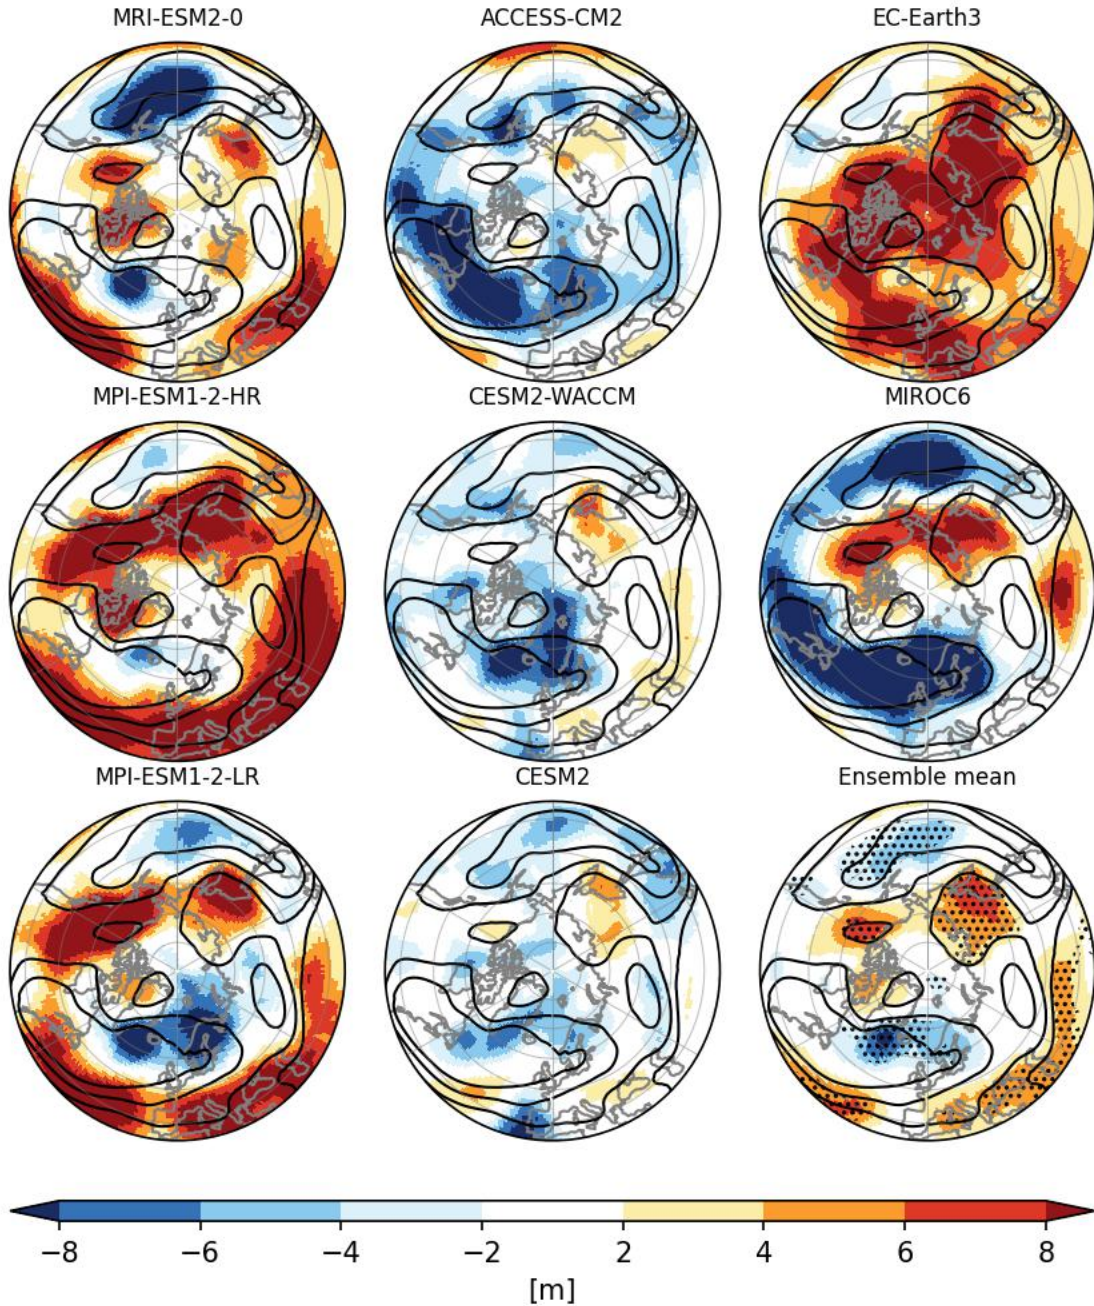 MRI-ESM2-0 ACCESS-CM2 EC-Earth3
MPI-ESM1-2-HR CESM2-WACCM MIROC6
MPI-ESM1-2-LR CESM2 Ensemble mean
−8 −6 −4 −2 2 4 6 8
[m]